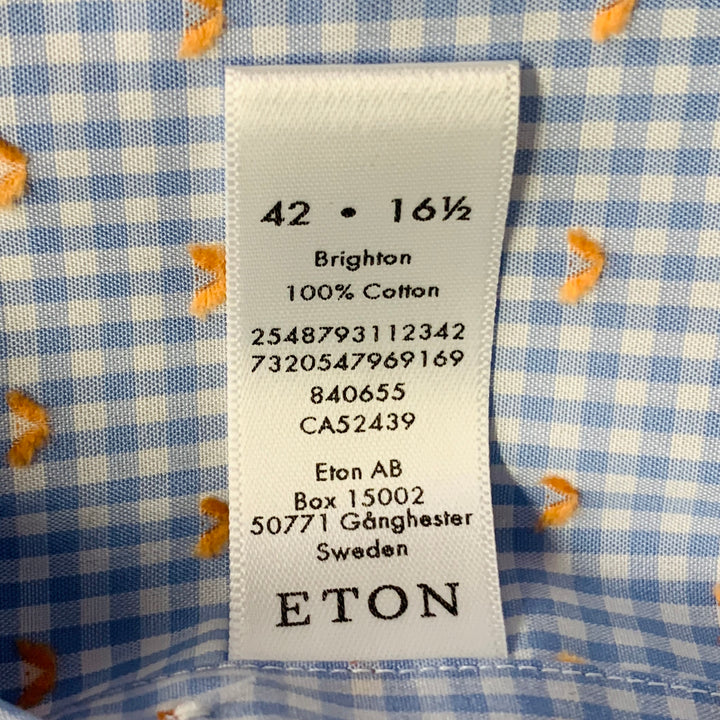 42 • 16½
Brighton
100% Cotton
2548793112342
7320547969169
840655
CA52439
Eton AB
Box 15002
50771 Gånghester
Sweden
ETON